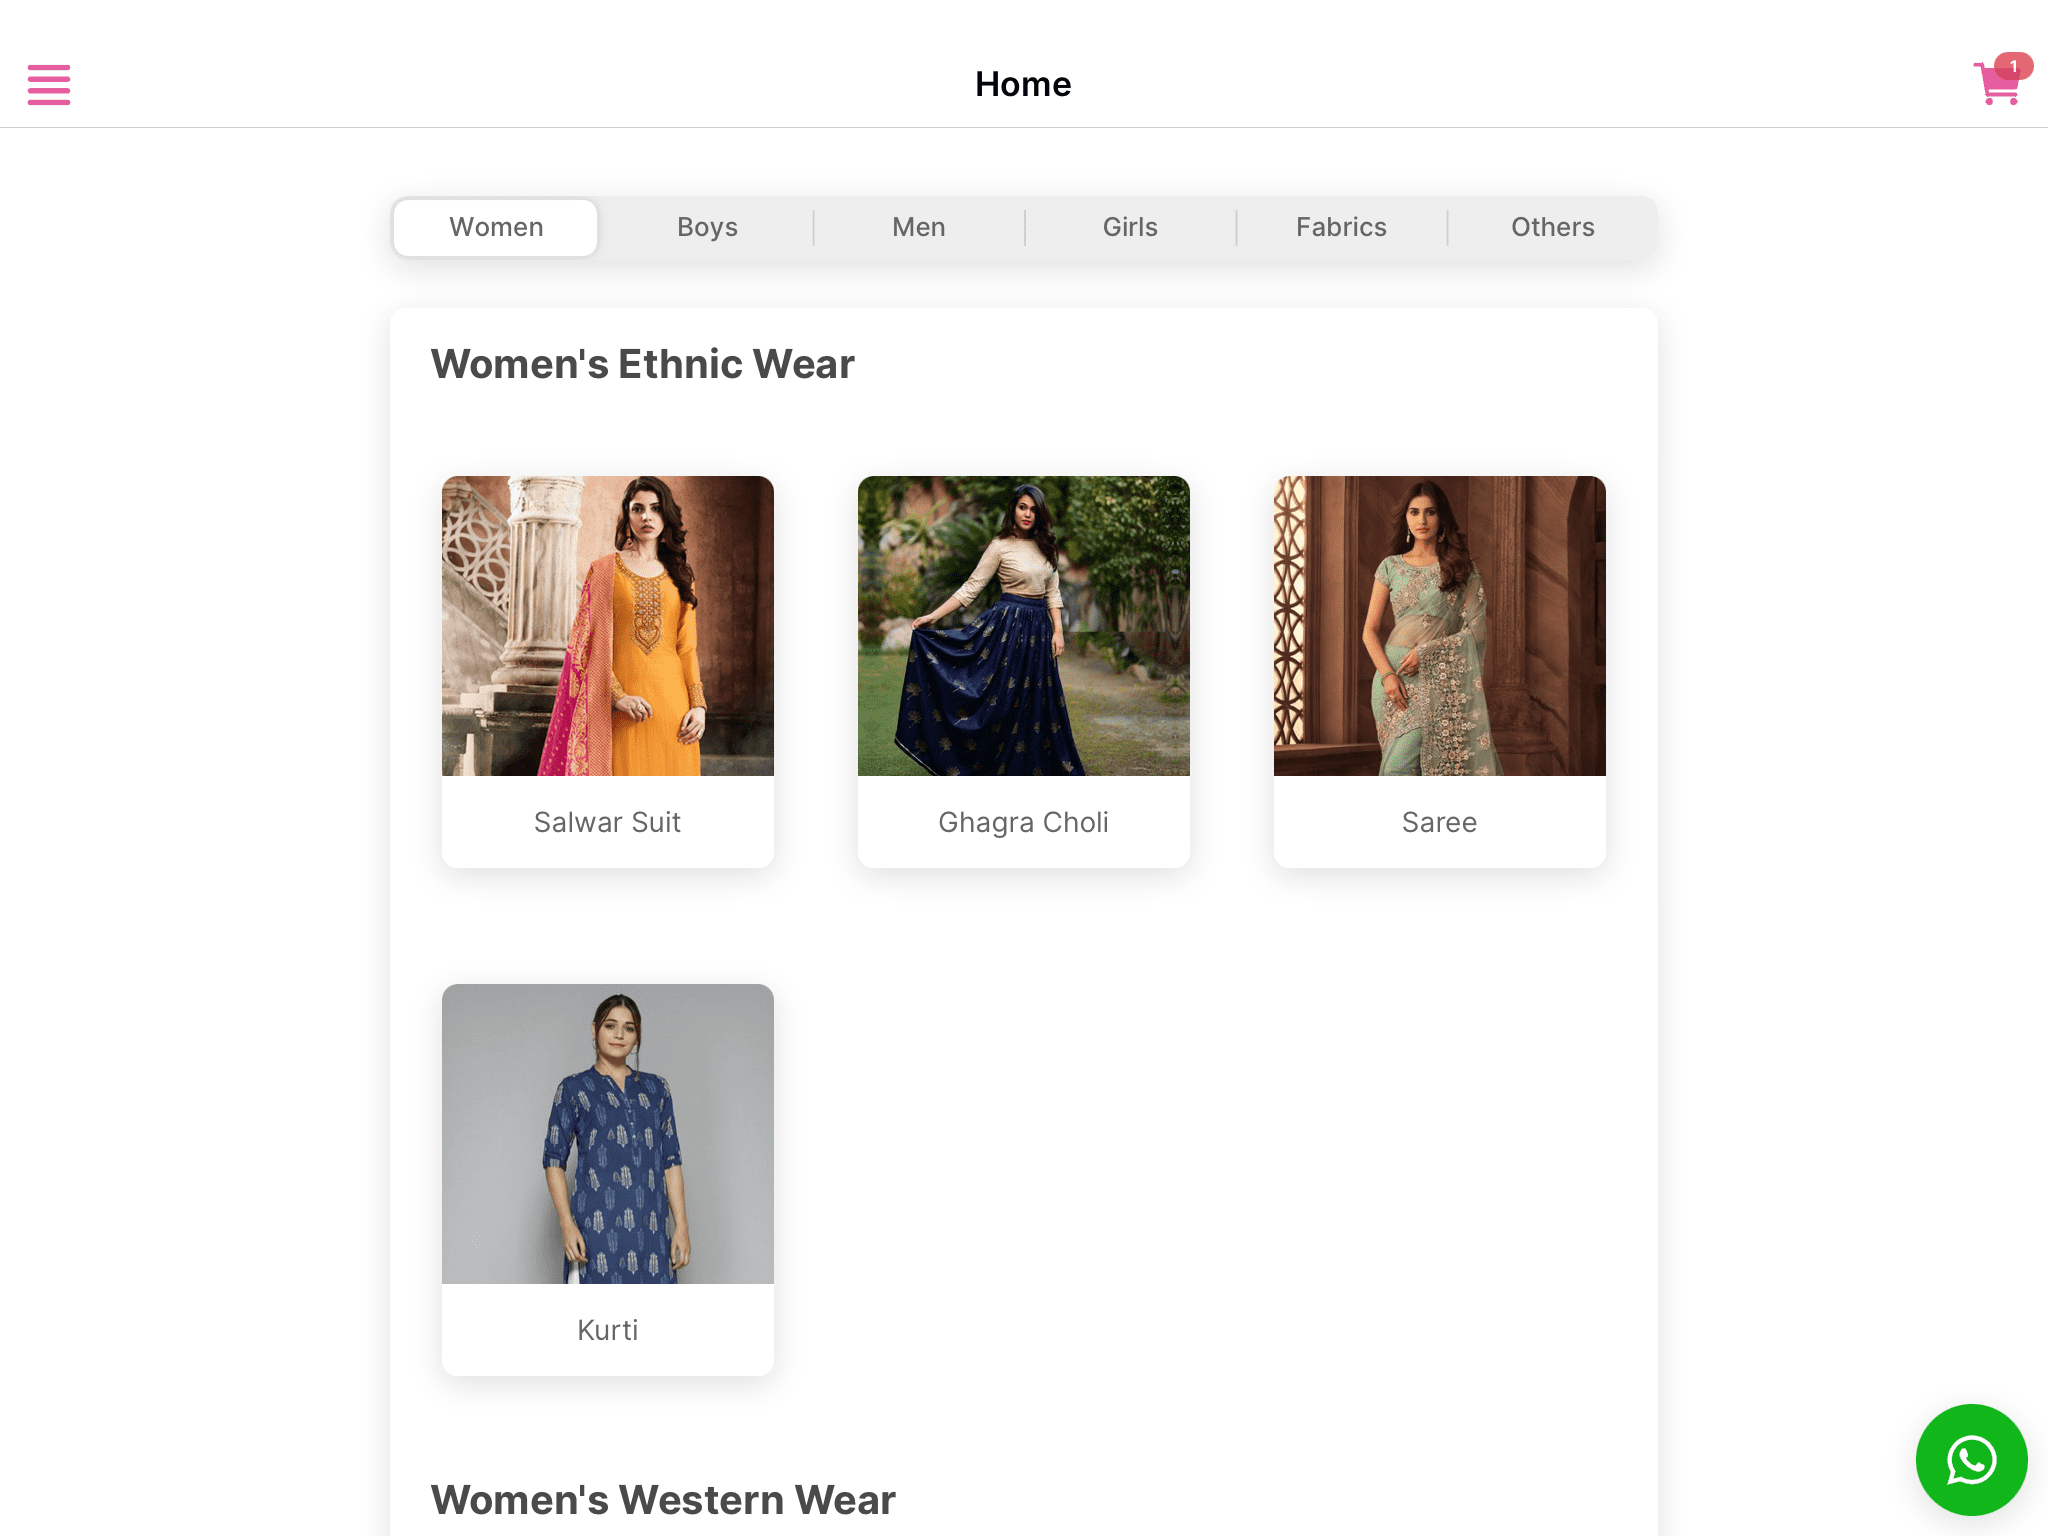 Home
1
Women Boys Men Girls Fabrics Others
Women's Ethnic Wear
Salwar Suit Ghagra Choli Saree
Kurti
Women's Western Wear